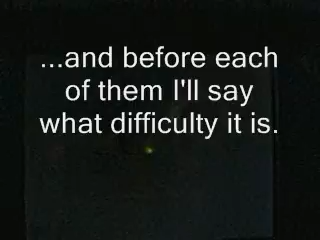 ...and before each
of them I'll say
what difficulty it is.